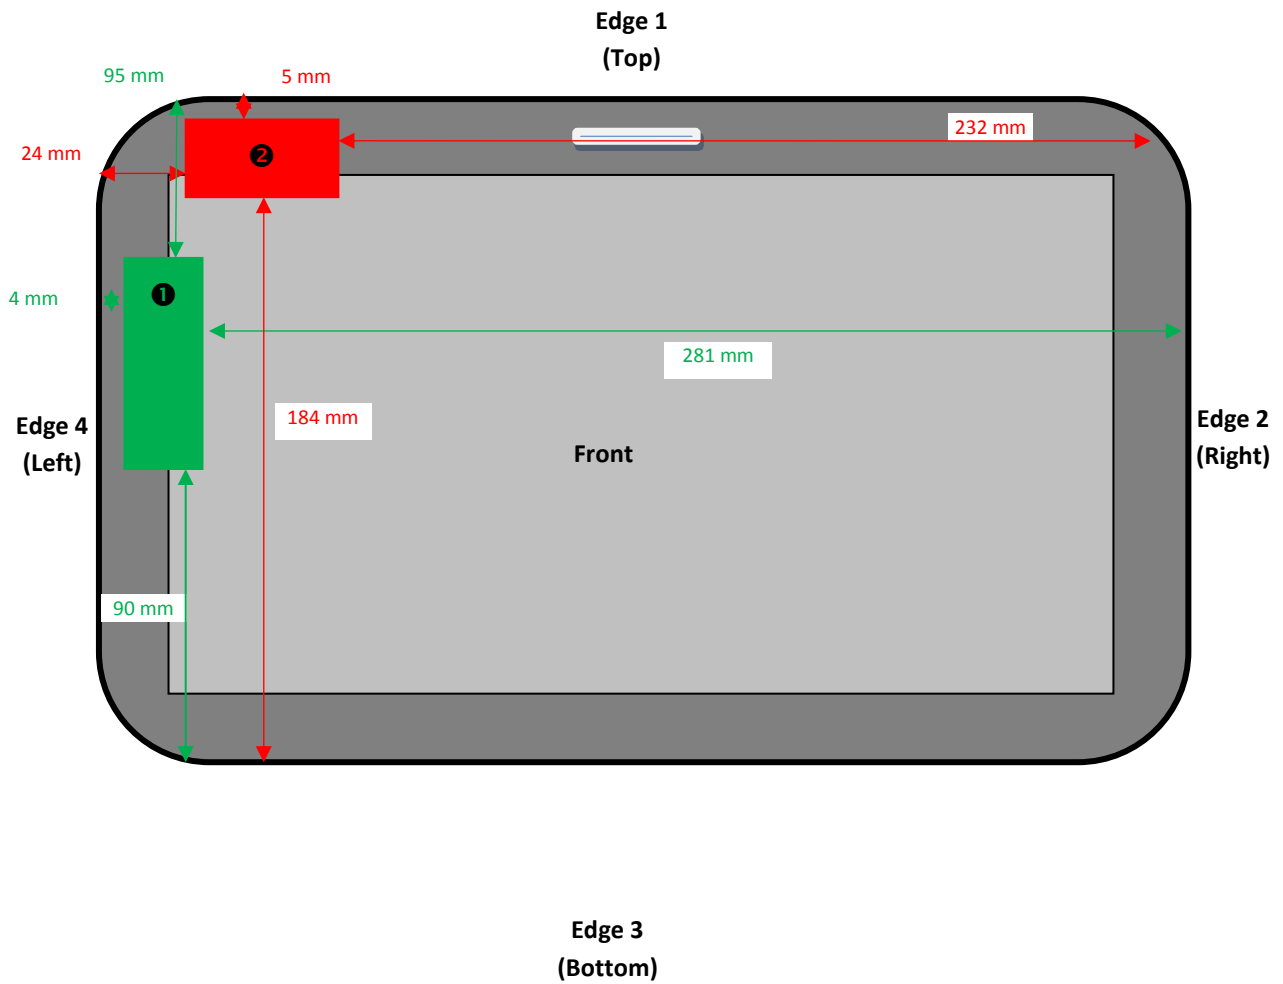 Edge 1
(Top)
95 mm
5 mm
232 mm
24 mm
❷
❶
4 mm
281 mm
184 mm
Edge 4
(Left)
Edge 2
(Right)
Front
90 mm
Edge 3
(Bottom)